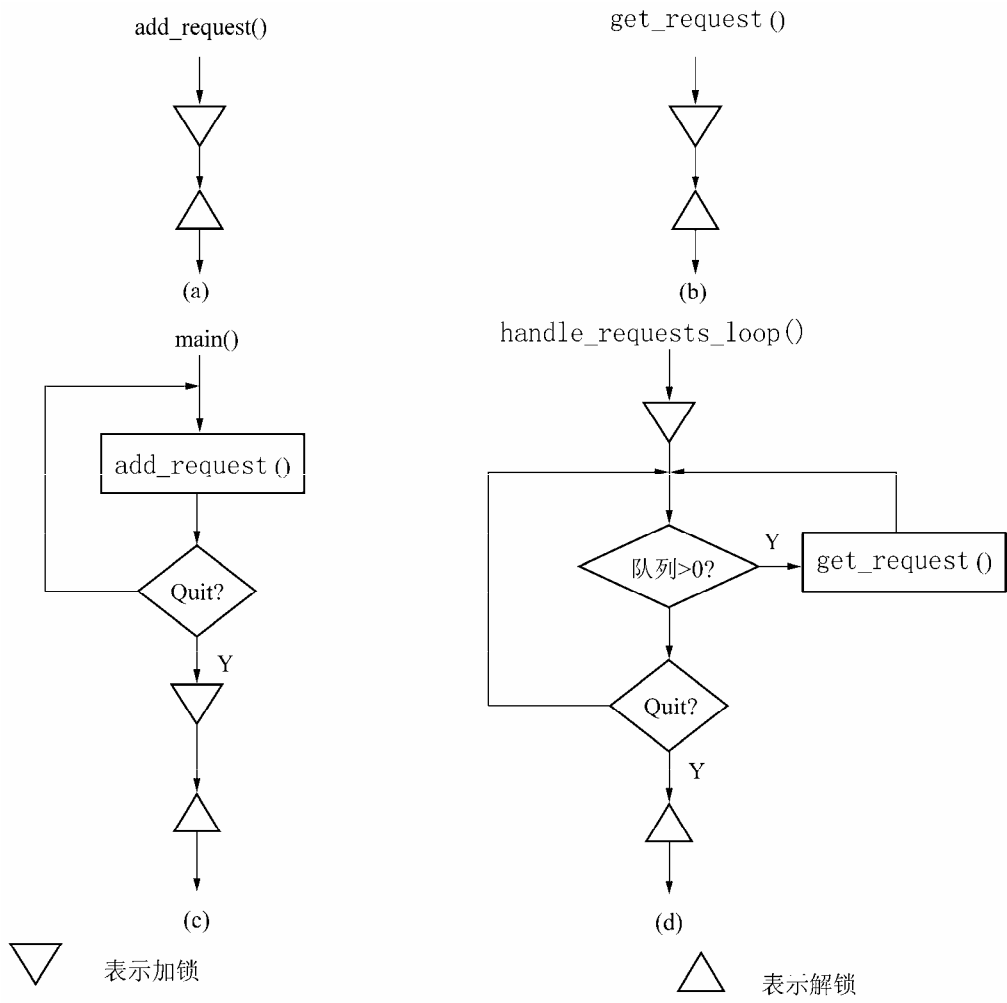 add_request()
get_request()
(a)
(b)
main()
handle_requests_loop()
add_request()
队列>0?
Y
get_request()
Quit?
Y
Quit?
Y
(c)
(d)
表示加锁
表示解锁